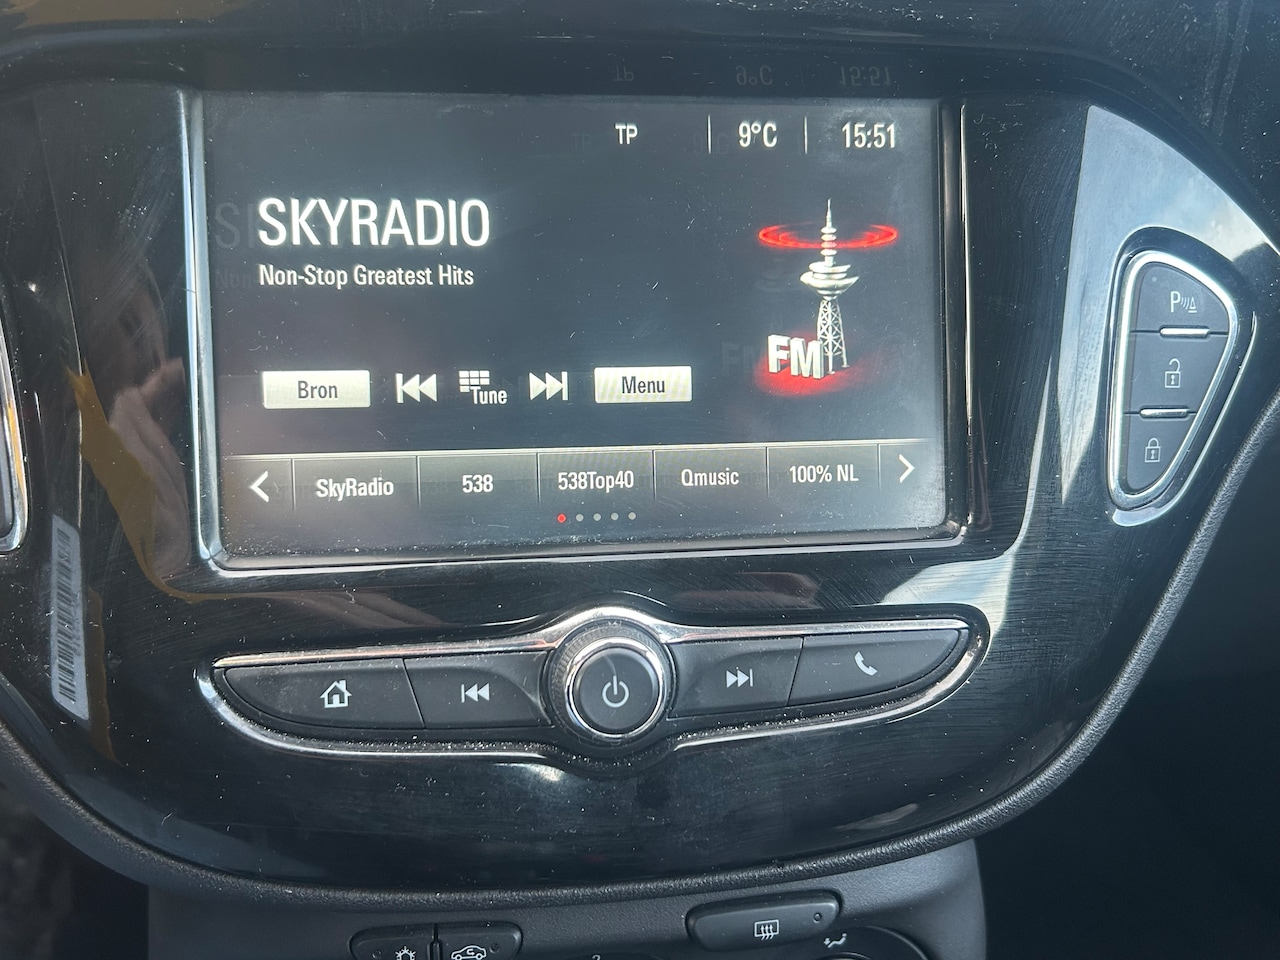 TP 9°C 15:51
SKYRADIO
Non-Stop Greatest Hits
FM
Bron Tune Menu
SkyRadio 538 538Top40 Qmusic 100% NL
P